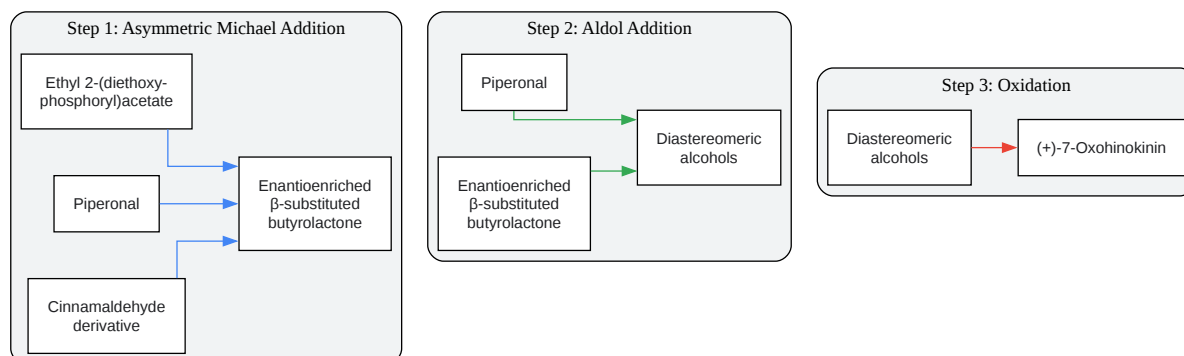 Step 1: Asymmetric Michael Addition
Ethyl 2-(diethoxy-
phosphoryl)acetate
Piperonal
Enantioenriched
β-substituted
butyrolactone
Cinnamaldehyde
derivative
Step 2: Aldol Addition
Piperonal
Diastereomeric
alcohols
Enantioenriched
β-substituted
butyrolactone
Step 3: Oxidation
Diastereomeric
alcohols
(+)-7-Oxohinokinin